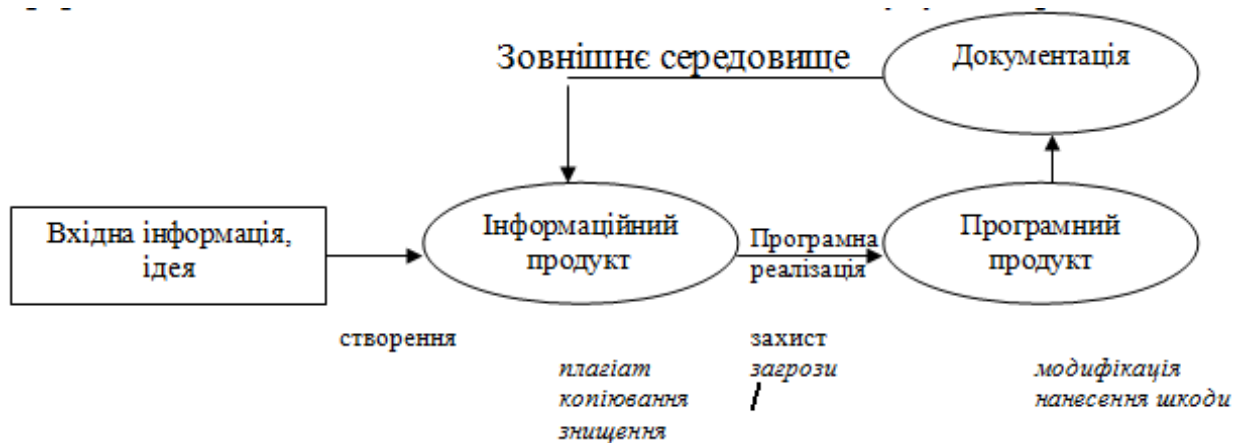 Зовнішнє середовище
Документація
Вхідна інформація,
ідея
Інформаційний
продукт
Програмна
реалізація
Програмний
продукт
створення
захист
плагіат
загрози
модифікація
копіювання
/
нанесення шкоди
знищення